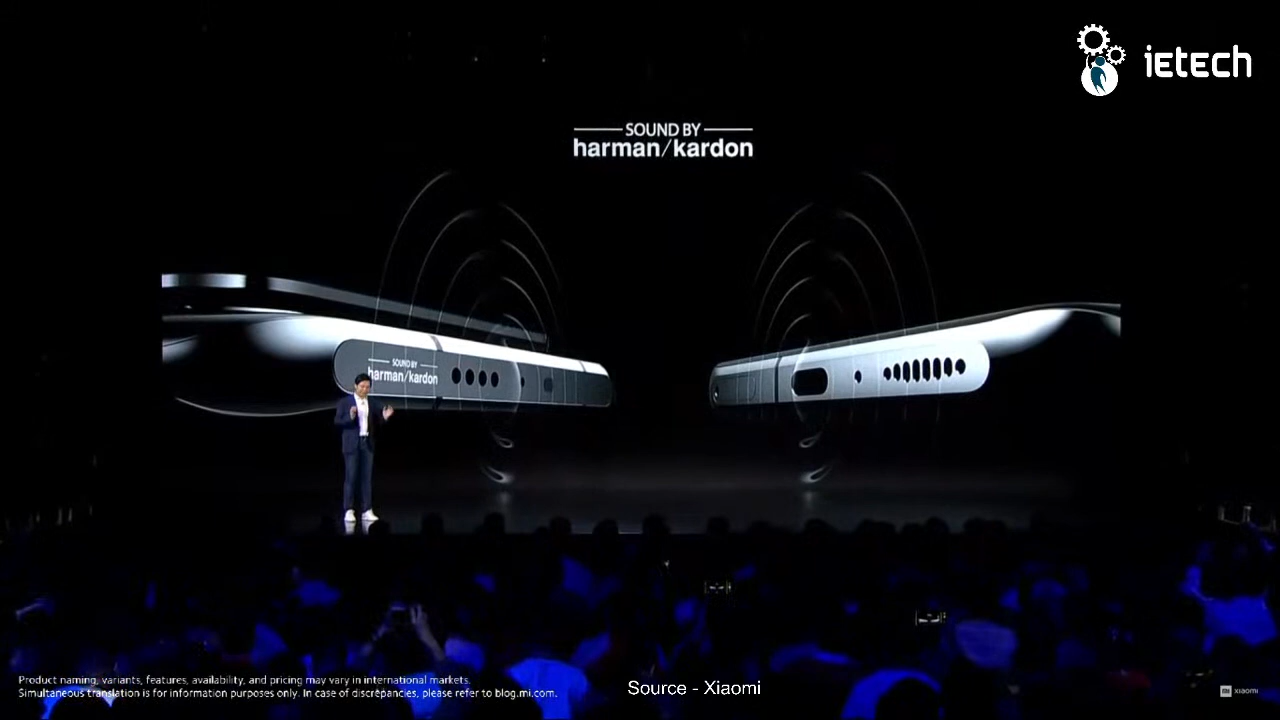 ietech
SOUND BY
harman/kardon
SOUND BY
harman/kardon
Product naming, variants, features, availability, and pricing may vary in international markets.
Simultaneous translation is for information purposes only. In case of discrepancies, please refer to blog.mi.com.
Source - Xiaomi
mi xiaomi